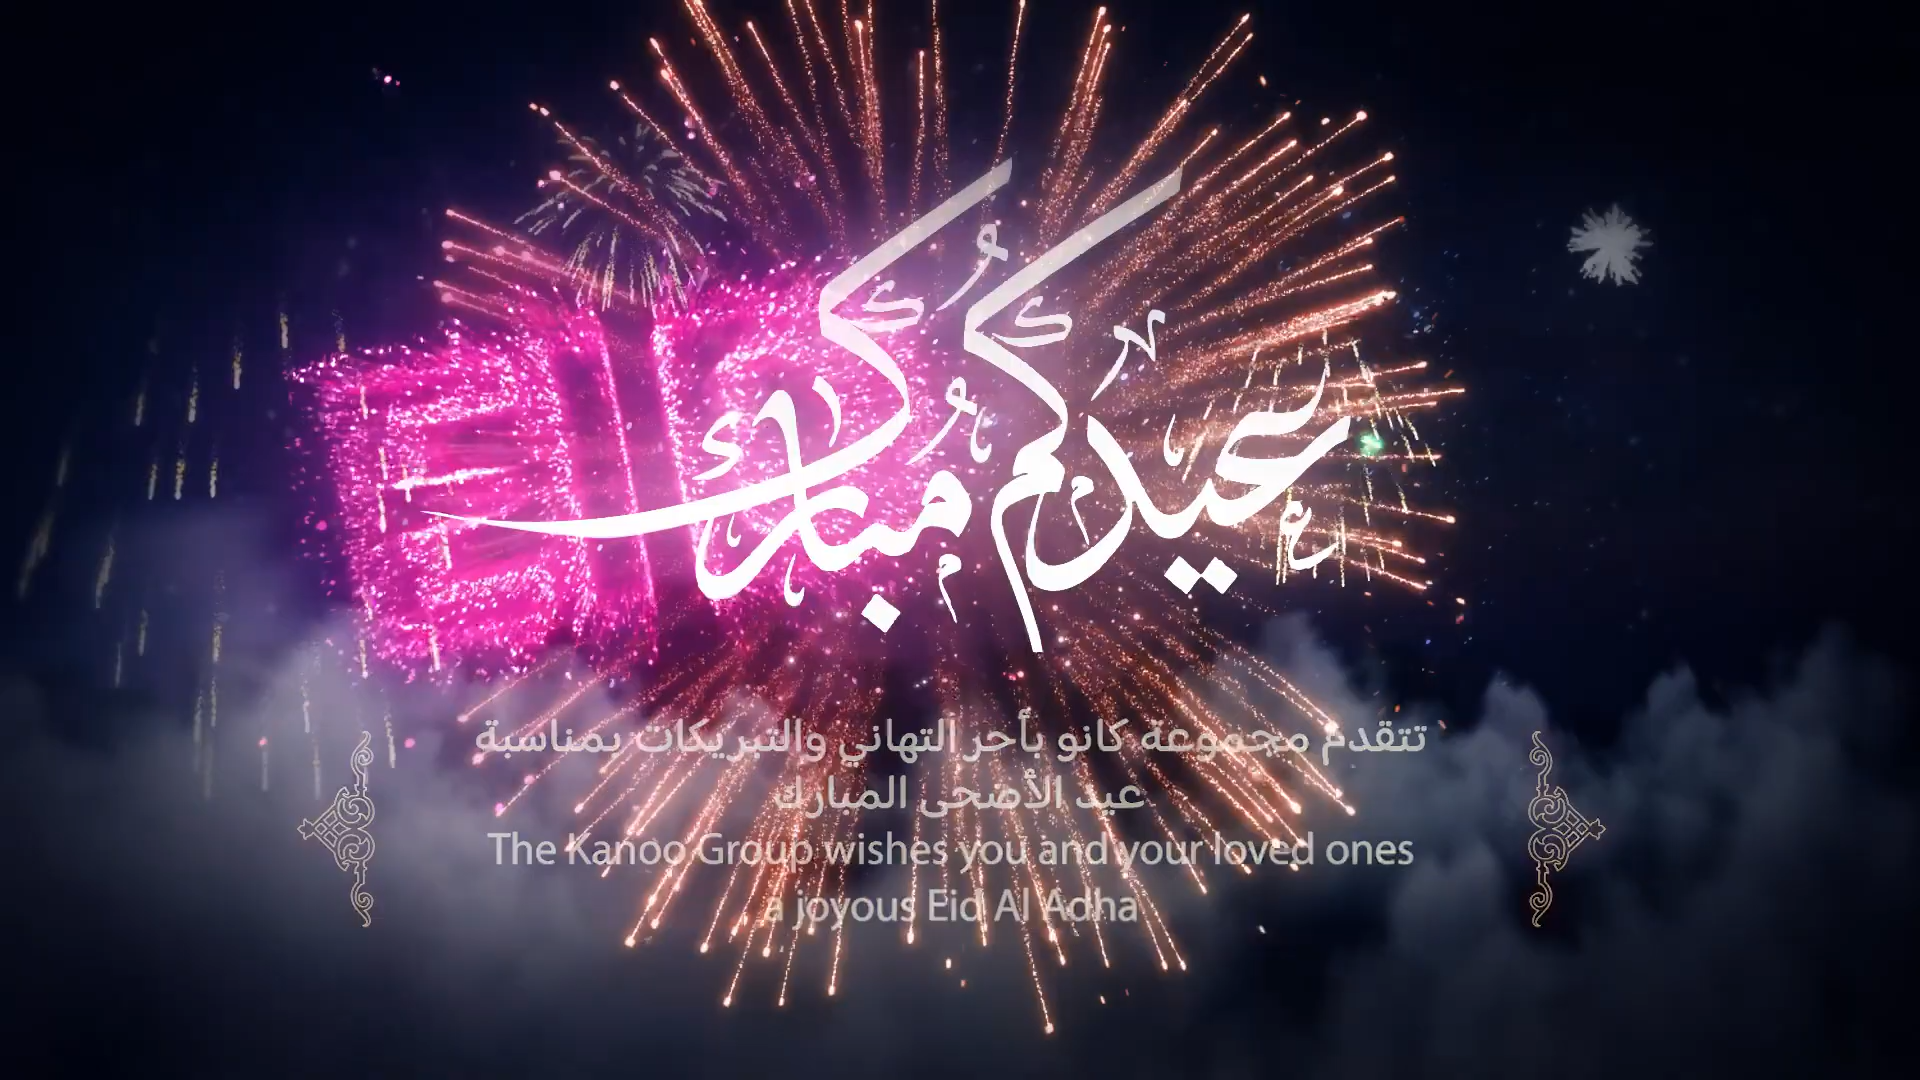 EID
عيدكم مبارك
تتقدم مجموعة كانو بأحر التهاني والتبريكات بمناسبة
عيد الأضحى المبارك
The Kanoo Group wishes you and your loved ones
a joyous Eid Al Adha